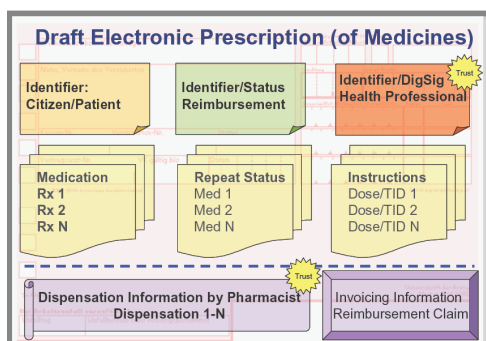 Draft Electronic Prescription (of Medicines)
Identifier:
Citizen/Patient
Identifier/Status
Reimbursement
Identifier/DigSig
Health Professional
Trust
Medication
Rx 1
Rx 2
Rx N
Repeat Status
Med 1
Med 2
Med N
Instructions
Dose/TID 1
Dose/TID 2
Dose/TID N
Trust
Dispensation Information by Pharmacist
Dispensation 1-N
Invoicing Information
Reimbursement Claim